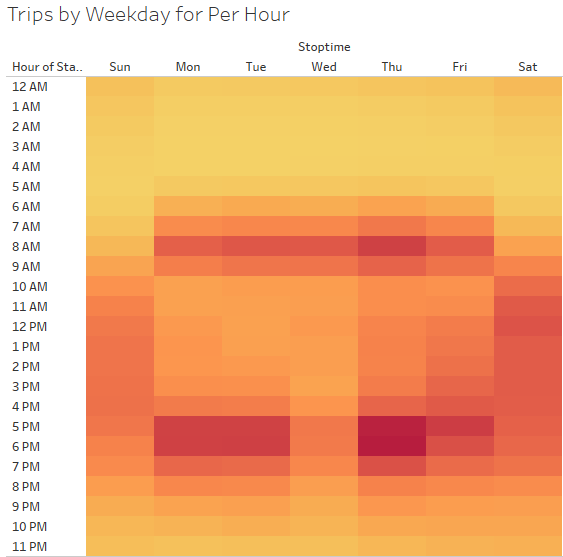 Trips by Weekday for Per Hour
Stoptime
Hour of Sta.. Sun Mon Tue Wed Thu Fri Sat
12 AM
1 AM
2 AM
3 AM
4 AM
5 AM
6 AM
7 AM
8 AM
9 AM
10 AM
11 AM
12 PM
1 PM
2 PM
3 PM
4 PM
5 PM
6 PM
7 PM
8 PM
9 PM
10 PM
11 PM